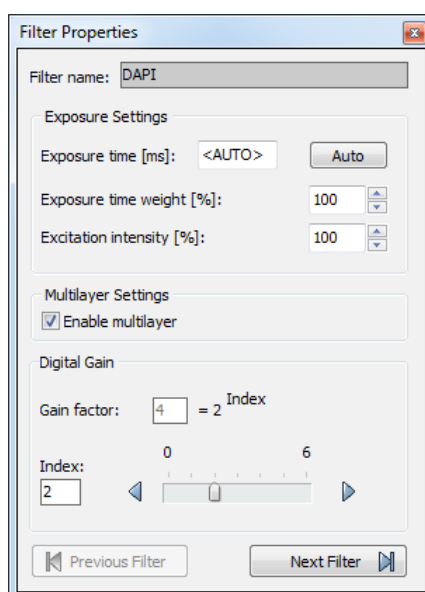 Filter Properties
Filter name: DAPI
Exposure Settings
Exposure time [ms]: <AUTO> Auto
Exposure time weight [%]: 100
Excitation intensity [%]: 100
Multilayer Settings
Enable multilayer
Digital Gain
Gain factor: 4 = 2 Index
0 6
Index:
2
Previous Filter Next Filter